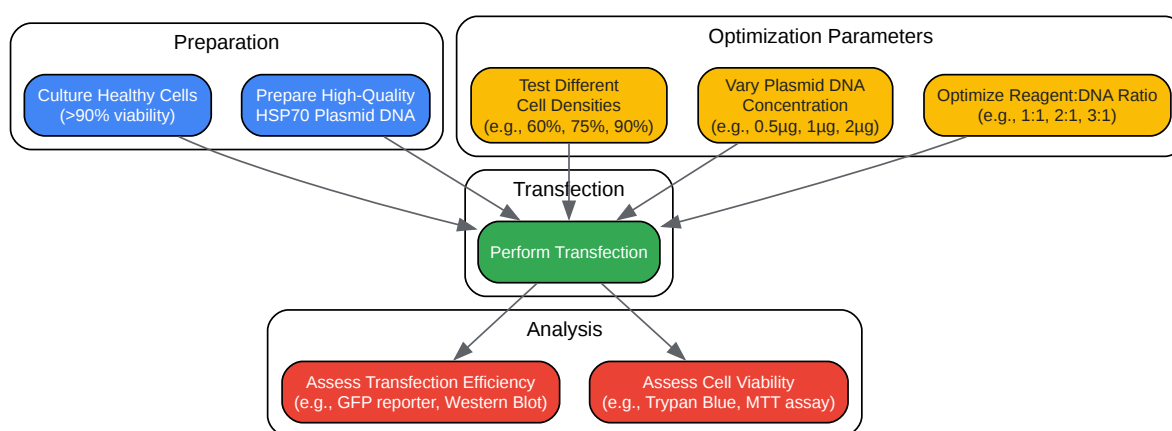 Preparation
Culture Healthy Cells
(>90% viability)
Prepare High-Quality
HSP70 Plasmid DNA
Optimization Parameters
Test Different
Cell Densities
(e.g., 60%, 75%, 90%)
Vary Plasmid DNA
Concentration
(e.g., 0.5µg, 1µg, 2µg)
Optimize Reagent:DNA Ratio
(e.g., 1:1, 2:1, 3:1)
Transfection
Perform Transfection
Analysis
Assess Transfection Efficiency
(e.g., GFP reporter, Western Blot)
Assess Cell Viability
(e.g., Trypan Blue, MTT assay)